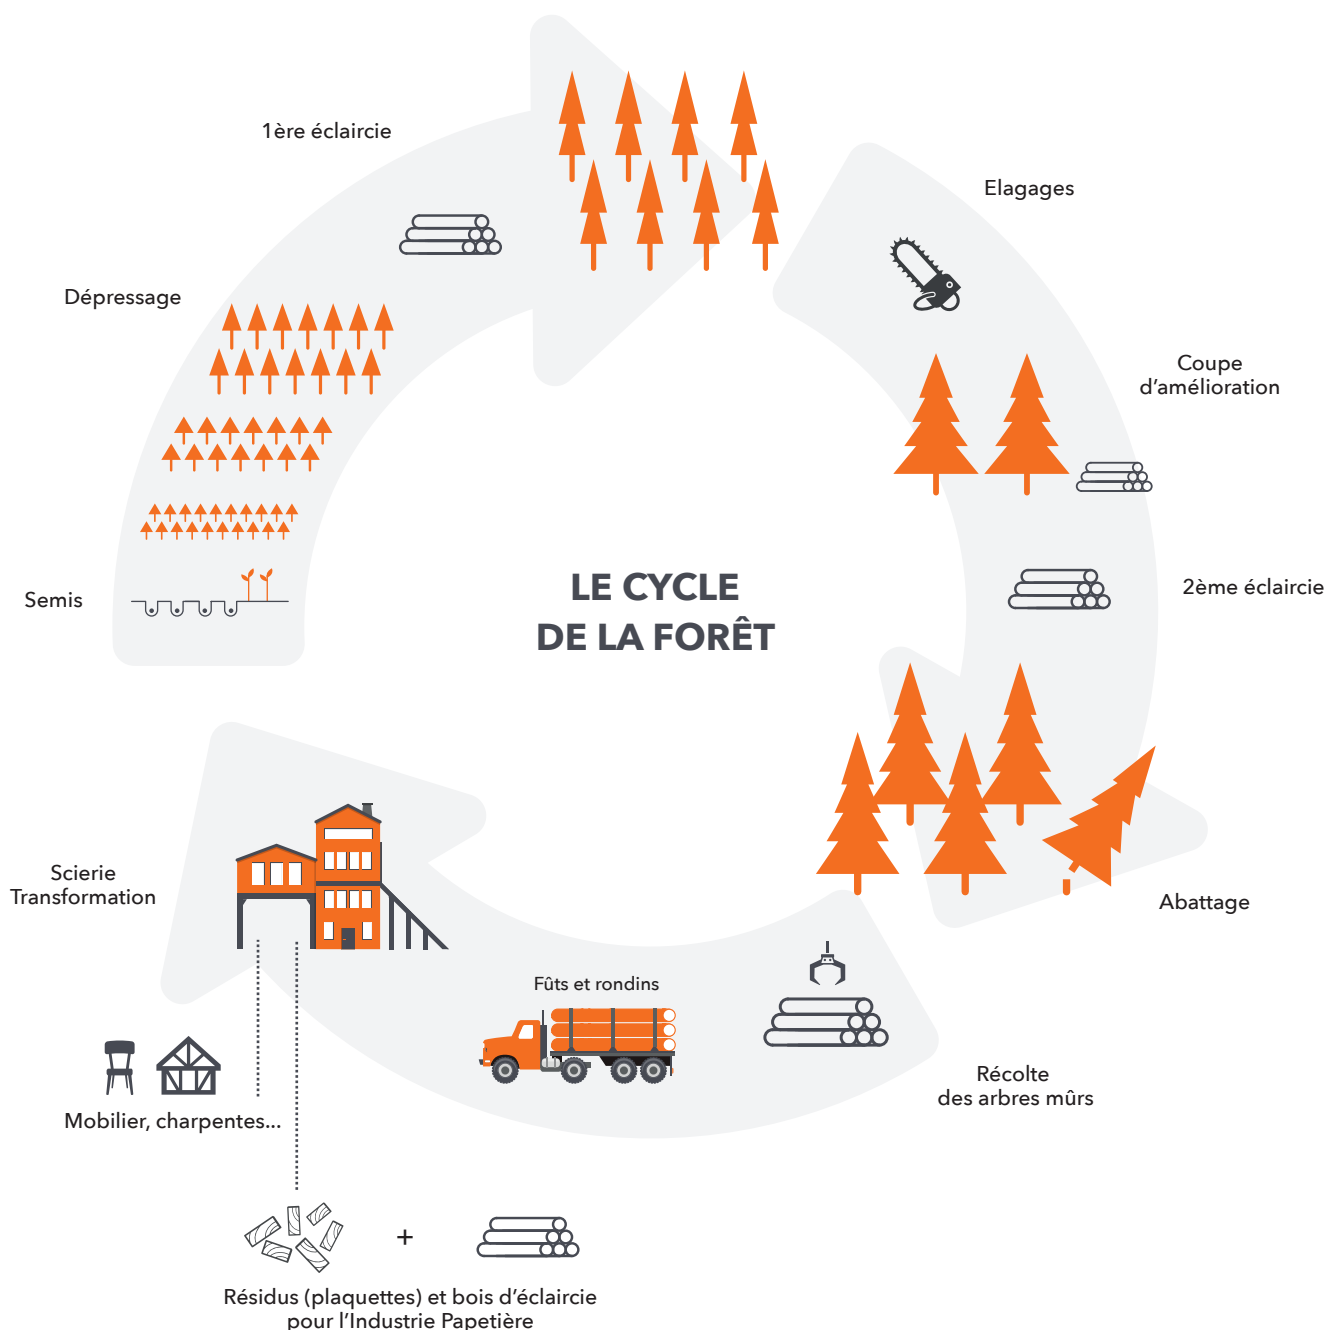 1ère éclaircie
Elagages
Dépressage
Coupe
d'amélioration
LE CYCLE
DE LA FORÊT
2ème éclaircie
Semis
Scierie
Transformation
Abattage
Fûts et rondins
Récolte
des arbres mûrs
Mobilier, charpentes...
+
Résidus (plaquettes) et bois d'éclaircie
pour l'Industrie Papetière